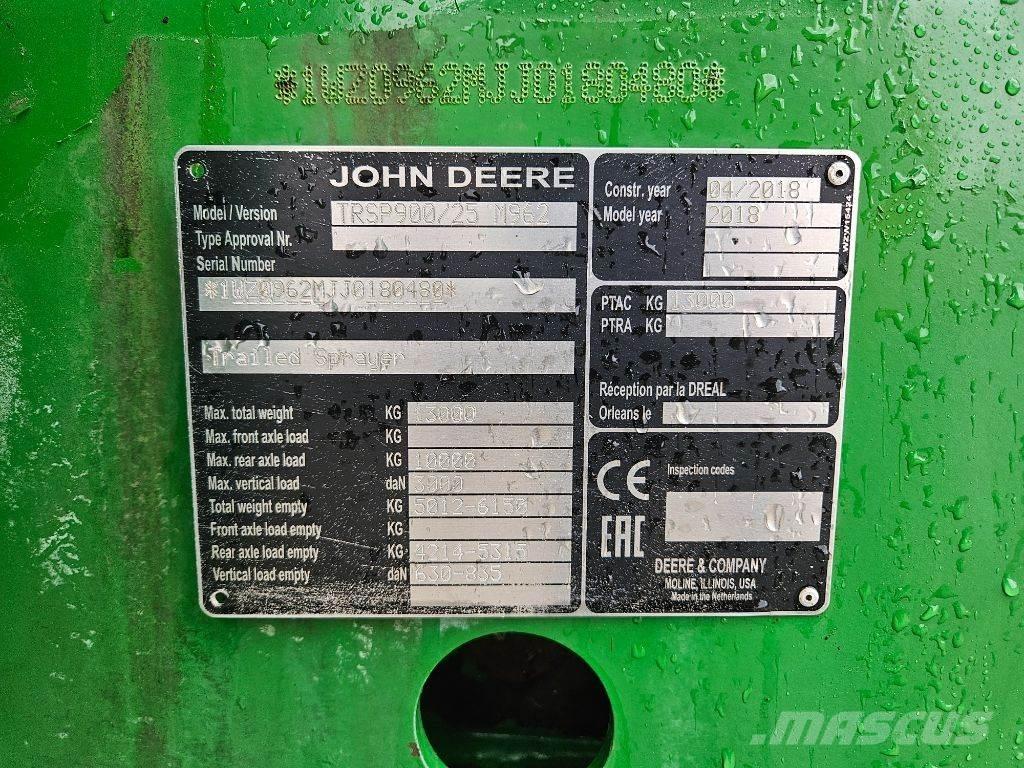 *1WZ0962MJJ0180480*
JOHN DEERE
Model / Version TRSP900/25 M962
Type Approval Nr.
Serial Number
*1WZ0962MJJ0180480*
Trailed Sprayer
Max. total weight KG 13000
Max. front axle load KG
Max. rear axle load KG 10000
Max. vertical load daN 3000
Total weight empty KG 5012-6150
Front axle load empty KG
Rear axle load empty KG 4214-5315
Vertical load empty daN 630-835
Constr. year 04/2018
Model year 2018
WZW15424
PTAC KG 13000
PTRA KG
Réception par la DREAL
Orleans le
CE
Inspection codes
EAC
DEERE & COMPANY
MOLINE, ILLINOIS, USA
Made in the Netherlands
MASCUS